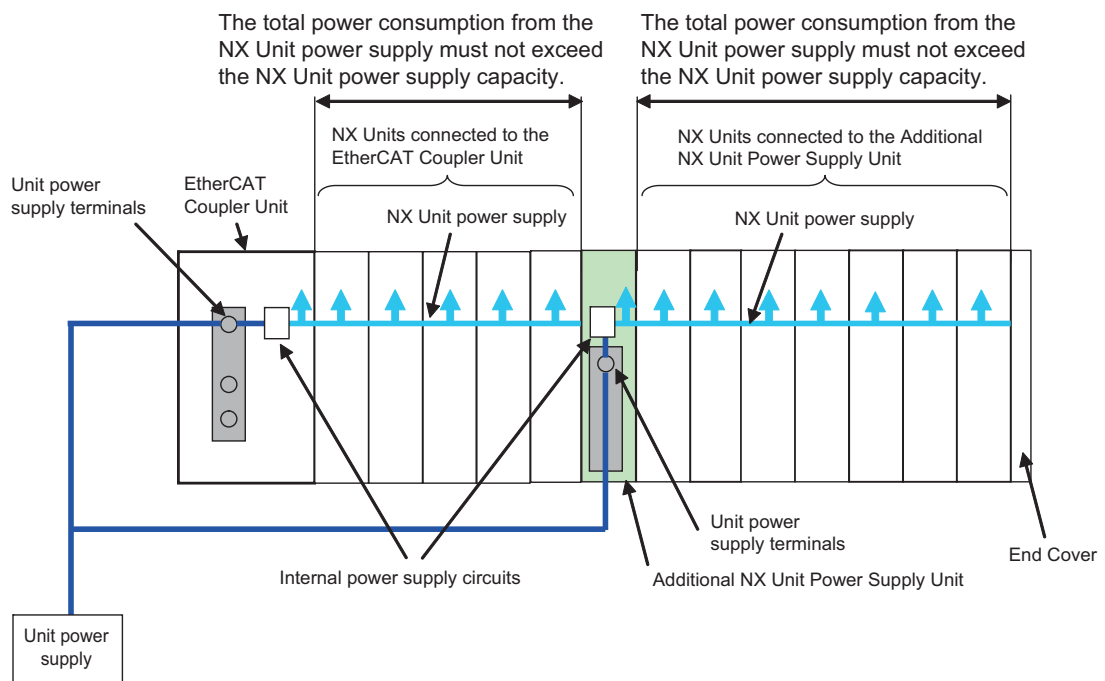 The total power consumption from the
NX Unit power supply must not exceed
the NX Unit power supply capacity.
The total power consumption from the
NX Unit power supply must not exceed
the NX Unit power supply capacity.
NX Units connected to the
EtherCAT Coupler Unit
NX Units connected to the Additional
NX Unit Power Supply Unit
Unit power
supply terminals
EtherCAT
Coupler Unit
NX Unit power supply
NX Unit power supply
Internal power supply circuits
Unit power
supply terminals
Additional NX Unit Power Supply Unit
End Cover
Unit power
supply